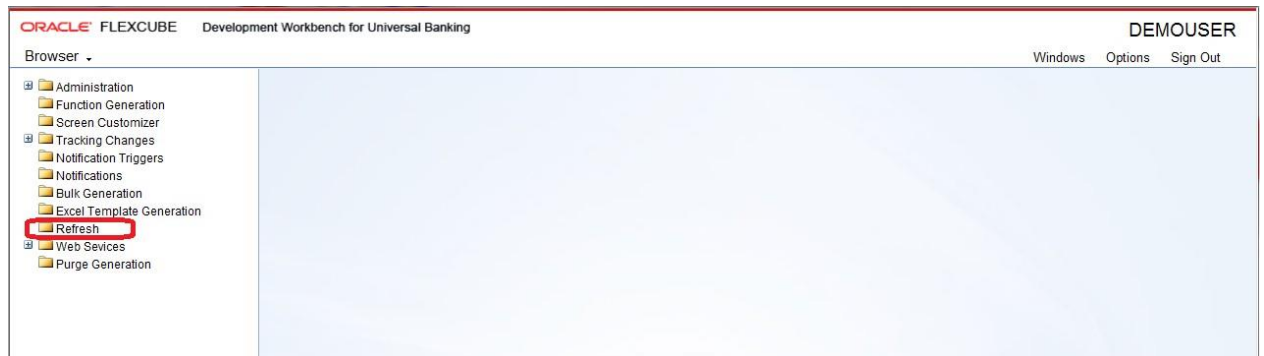 ORACLE FLEXCUBE Development Workbench for Universal Banking DEMOUSER
Browser Windows Options Sign Out
Administration
Function Generation
Screen Customizer
Tracking Changes
Notification Triggers
Notifications
Bulk Generation
Excel Template Generation
Refresh
Web Sevices
Purge Generation